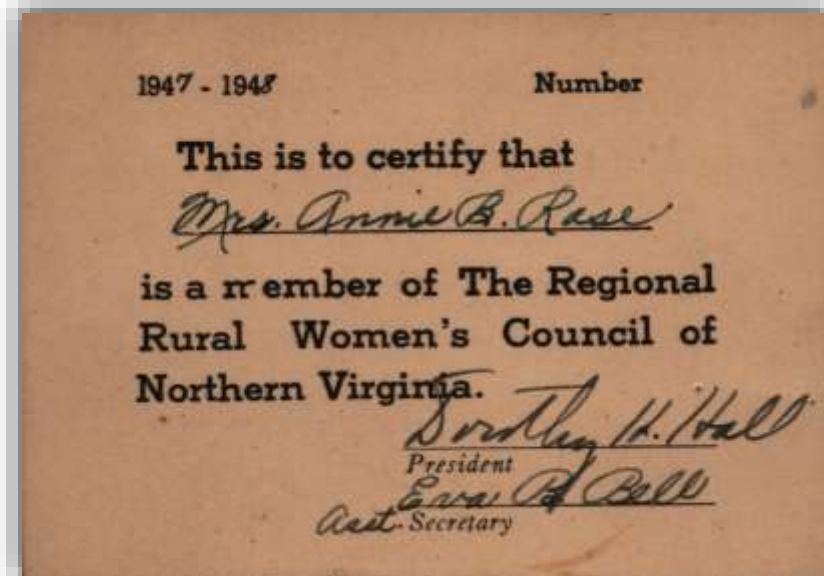 1947 - 1948 Number
This is to certify that
Mrs. Annie B. Rase
is a member of The Regional
Rural Women's Council of
Northern Virginia.
Dorothy H. Hall
President
Eva B. Bell
Asst. Secretary